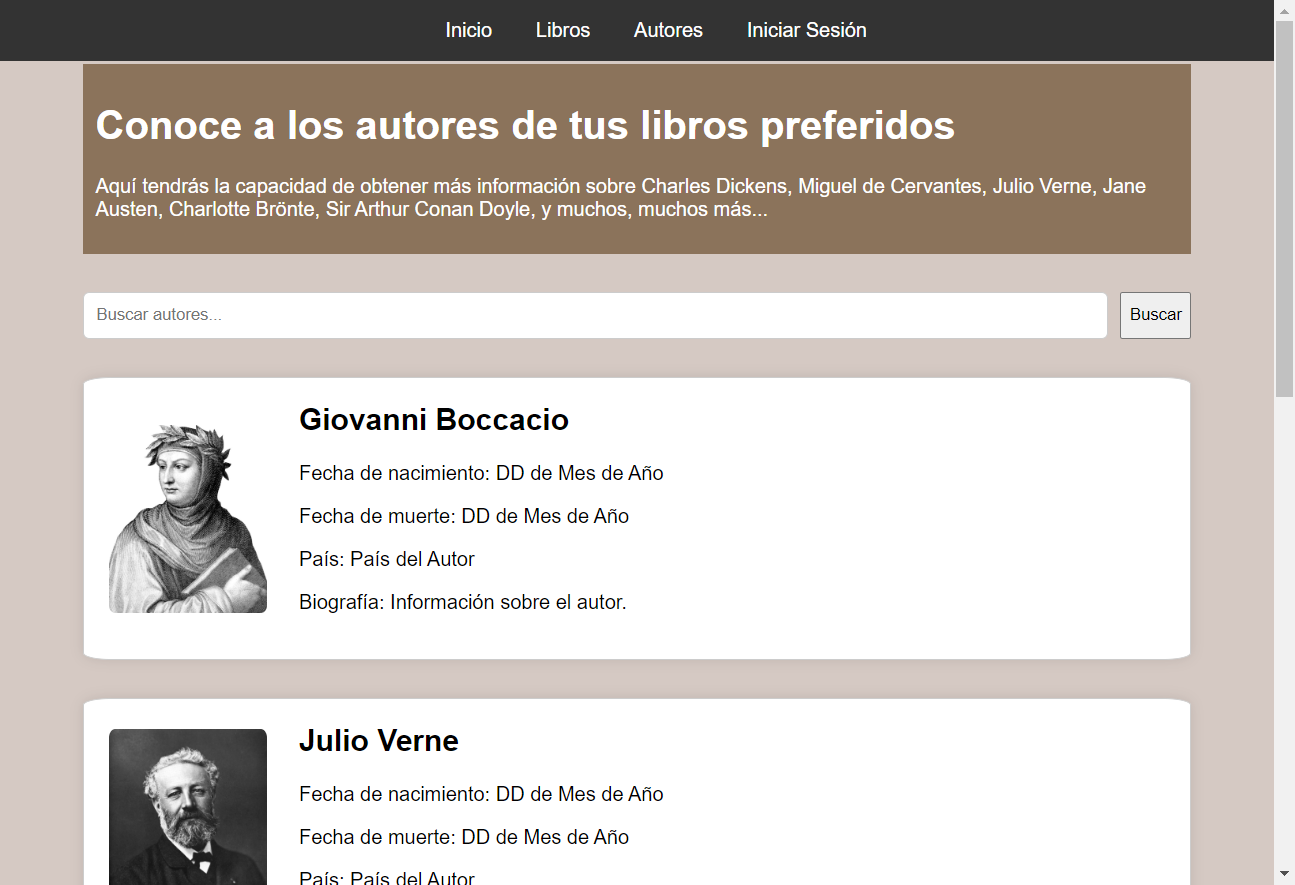 Inicio Libros Autores Iniciar Sesión
Conoce a los autores de tus libros preferidos
Aquí tendrás la capacidad de obtener más información sobre Charles Dickens, Miguel de Cervantes, Julio Verne, Jane
Austen, Charlotte Brönte, Sir Arthur Conan Doyle, y muchos, muchos más...
Buscar autores... Buscar
Giovanni Boccacio
Fecha de nacimiento: DD de Mes de Año
Fecha de muerte: DD de Mes de Año
País: País del Autor
Biografía: Información sobre el autor.
Julio Verne
Fecha de nacimiento: DD de Mes de Año
Fecha de muerte: DD de Mes de Año
País: País del Autor